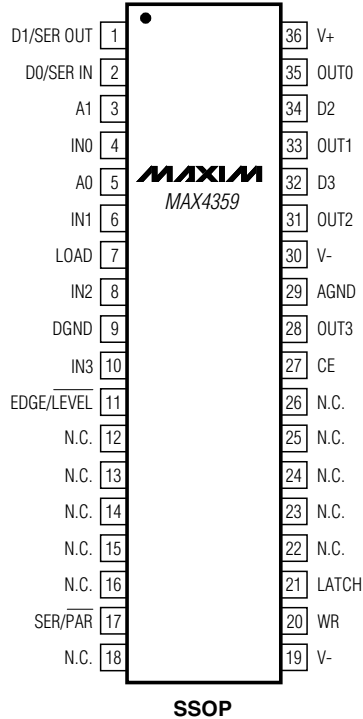 D1/SER OUT 1
D0/SER IN 2
A1 3
IN0 4
A0 5
IN1 6
LOAD 7
IN2 8
DGND 9
IN3 10
EDGE/LEVEL 11
N.C. 12
N.C. 13
N.C. 14
N.C. 15
N.C. 16
SER/PAR 17
N.C. 18
MAXIM
MAX4359
36 V+
35 OUT0
34 D2
33 OUT1
32 D3
31 OUT2
30 V-
29 AGND
28 OUT3
27 CE
26 N.C.
25 N.C.
24 N.C.
23 N.C.
22 N.C.
21 LATCH
20 WR
19 V-
SSOP